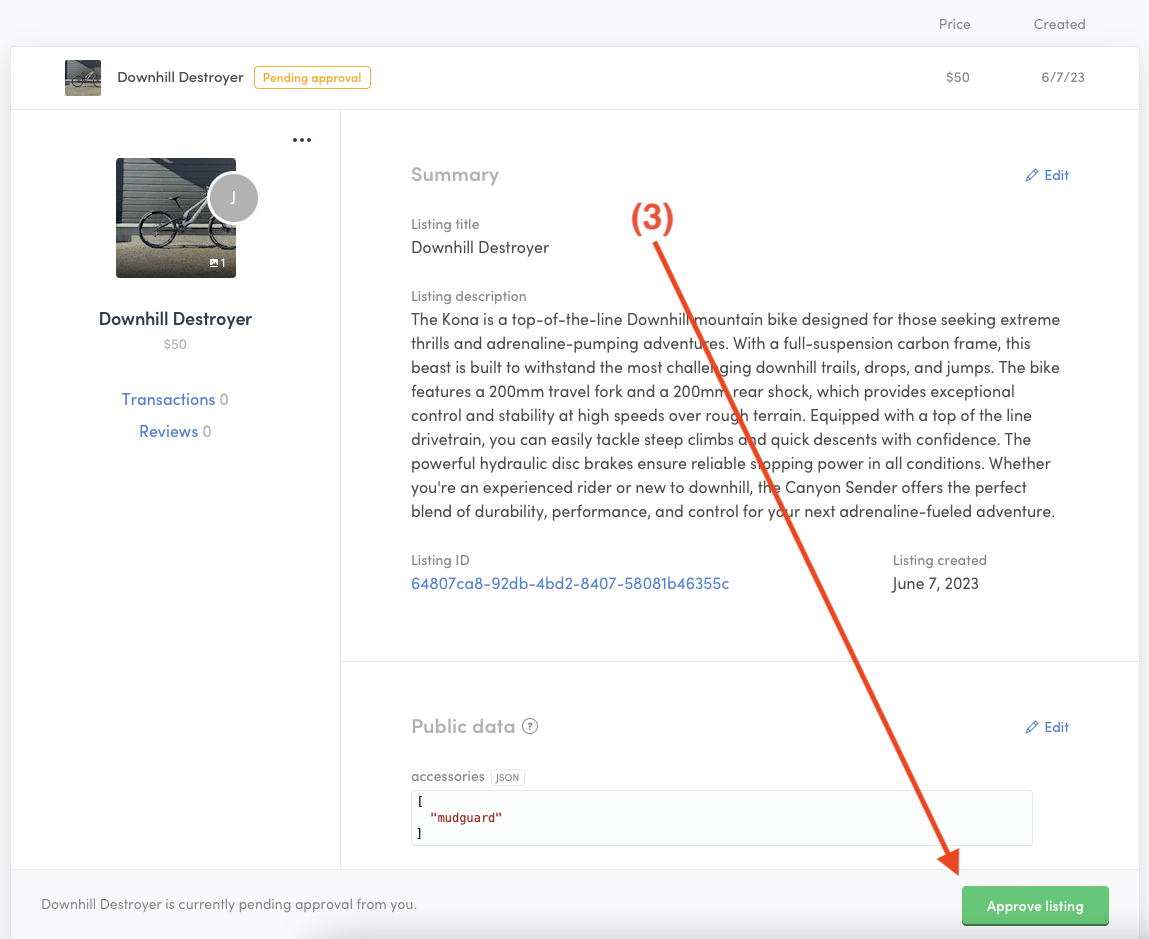 Price Created
Downhill Destroyer Pending approval $50 6/7/23
J
1
Downhill Destroyer
$50
Transactions 0
Reviews 0
Summary Edit
(3)
Listing title
Downhill Destroyer
Listing description
The Kona is a top-of-the-line Downhill mountain bike designed for those seeking extreme
thrills and adrenaline-pumping adventures. With a full-suspension carbon frame, this
beast is built to withstand the most challenging downhill trails, drops, and jumps. The bike
features a 200mm travel fork and a 200mm rear shock, which provides exceptional
control and stability at high speeds over rough terrain. Equipped with a top of the line
drivetrain, you can easily tackle steep climbs and quick descents with confidence. The
powerful hydraulic disc brakes ensure reliable stopping power in all conditions. Whether
you're an experienced rider or new to downhill, the Canyon Sender offers the perfect
blend of durability, performance, and control for your next adrenaline-fueled adventure.
Listing ID Listing created
64807ca8-92db-4bd2-8407-58081b46355c June 7, 2023
Public data ? Edit
accessories JSON
[
"mudguard"
]
Downhill Destroyer is currently pending approval from you. Approve listing